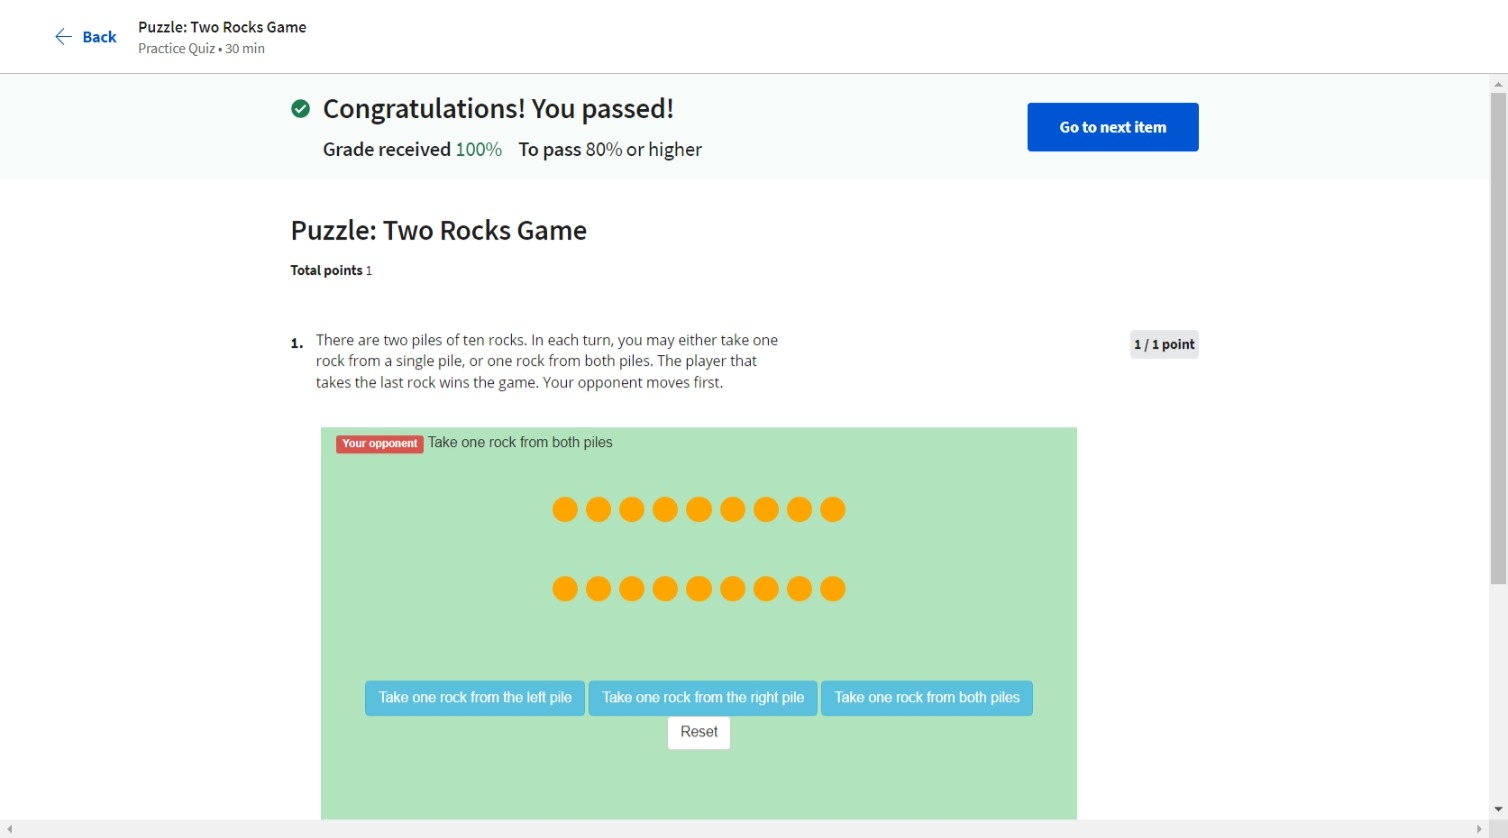 Back
Puzzle: Two Rocks Game
Practice Quiz • 30 min
Congratulations! You passed!
Grade received 100% To pass 80% or higher
Go to next item
Puzzle: Two Rocks Game
Total points 1
1. There are two piles of ten rocks. In each turn, you may either take one
rock from a single pile, or one rock from both piles. The player that
takes the last rock wins the game. Your opponent moves first.
1 / 1 point
Your opponent Take one rock from both piles
Take one rock from the left pile Take one rock from the right pile Take one rock from both piles
Reset